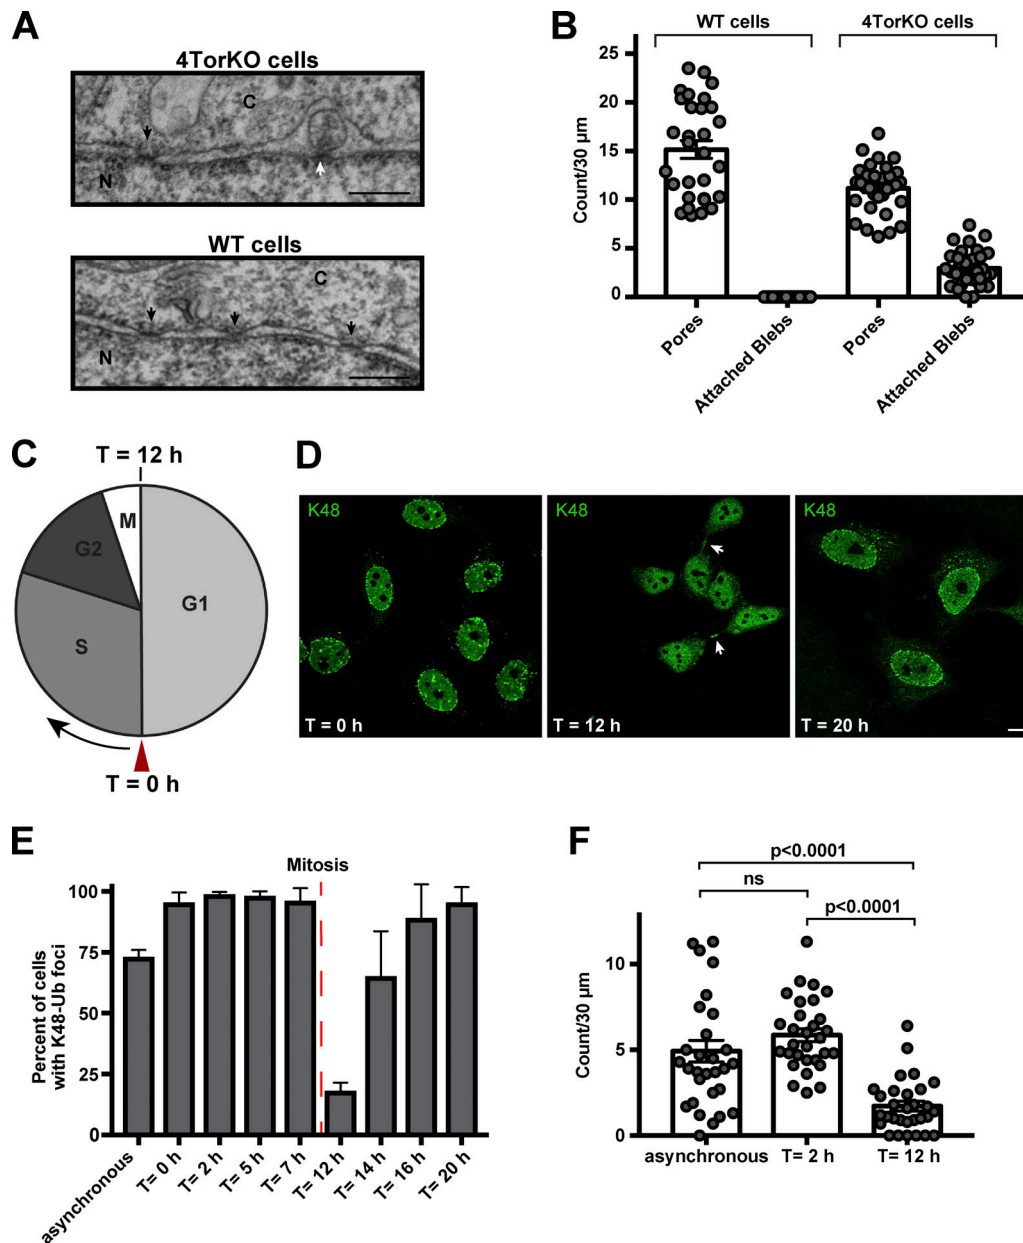 A
4TorKO cells
C
N
WT cells
C
N
B
WT cells
4TorKO cells
Count/30 µm
25
20
15
10
5
0
Pores
Attached Blebs
Pores
Attached Blebs
C
T = 12 h
M
G2
G1
S
T = 0 h
D
K48
K48
K48
T = 0 h
T = 12 h
T = 20 h
E
Mitosis
Percent of cells
with K48-Ub foci
100
75
50
25
0
asynchronous
T= 0 h
T= 2 h
T= 5 h
T= 7 h
T= 12 h
T= 14 h
T= 16 h
T= 20 h
F
p<0.0001
ns
p<0.0001
Count/30 µm
10
5
0
asynchronous
T= 2 h
T= 12 h